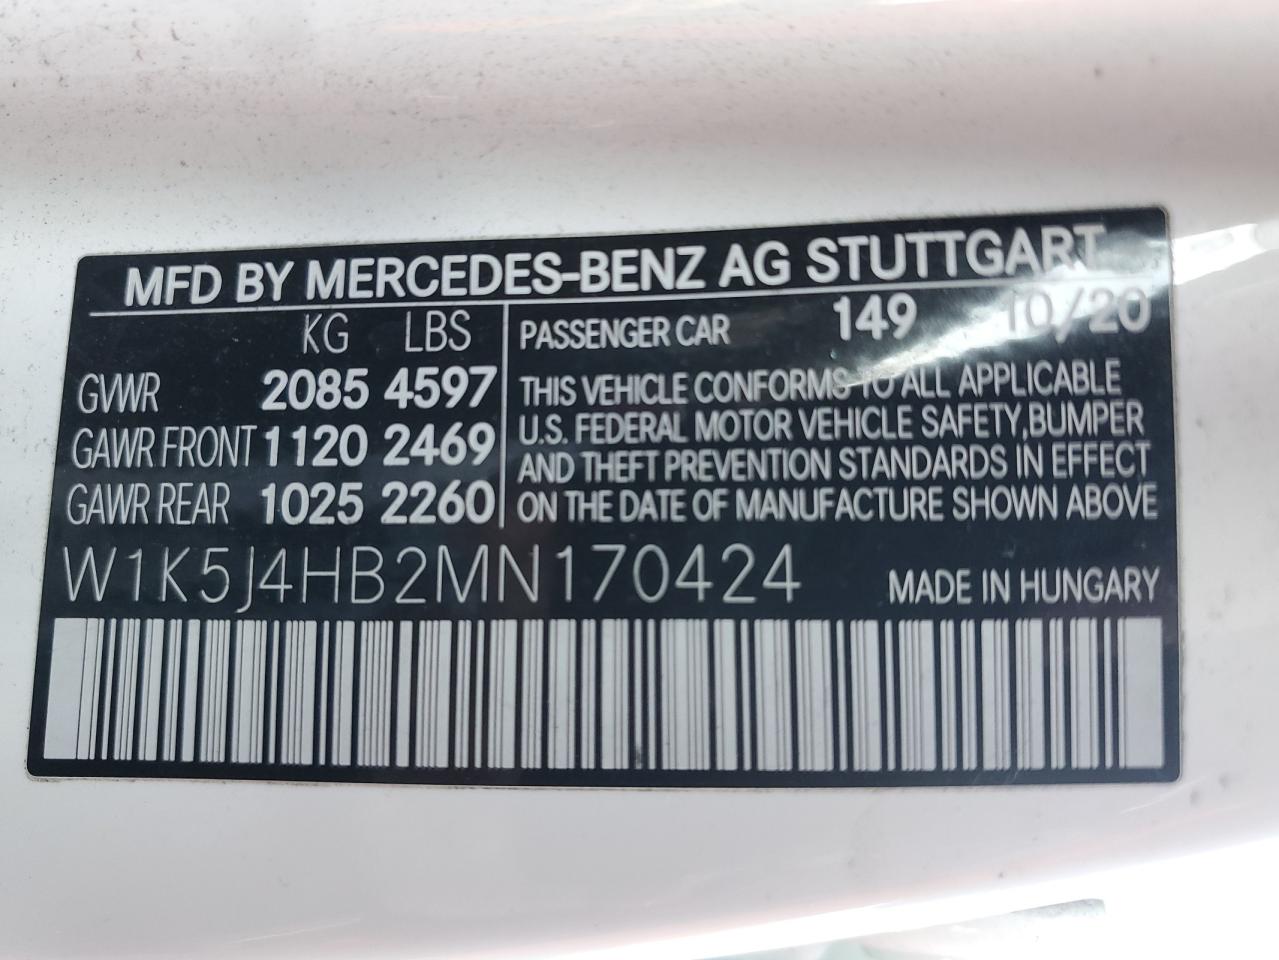 MFD BY MERCEDES-BENZ AG STUTTGART
KG LBS
GVWR 2085 4597
GAWR FRONT 1120 2469
GAWR REAR 1025 2260
PASSENGER CAR 149 10/20
THIS VEHICLE CONFORMS TO ALL APPLICABLE
U.S. FEDERAL MOTOR VEHICLE SAFETY,BUMPER
AND THEFT PREVENTION STANDARDS IN EFFECT
ON THE DATE OF MANUFACTURE SHOWN ABOVE
W1K5J4HB2MN170424 MADE IN HUNGARY